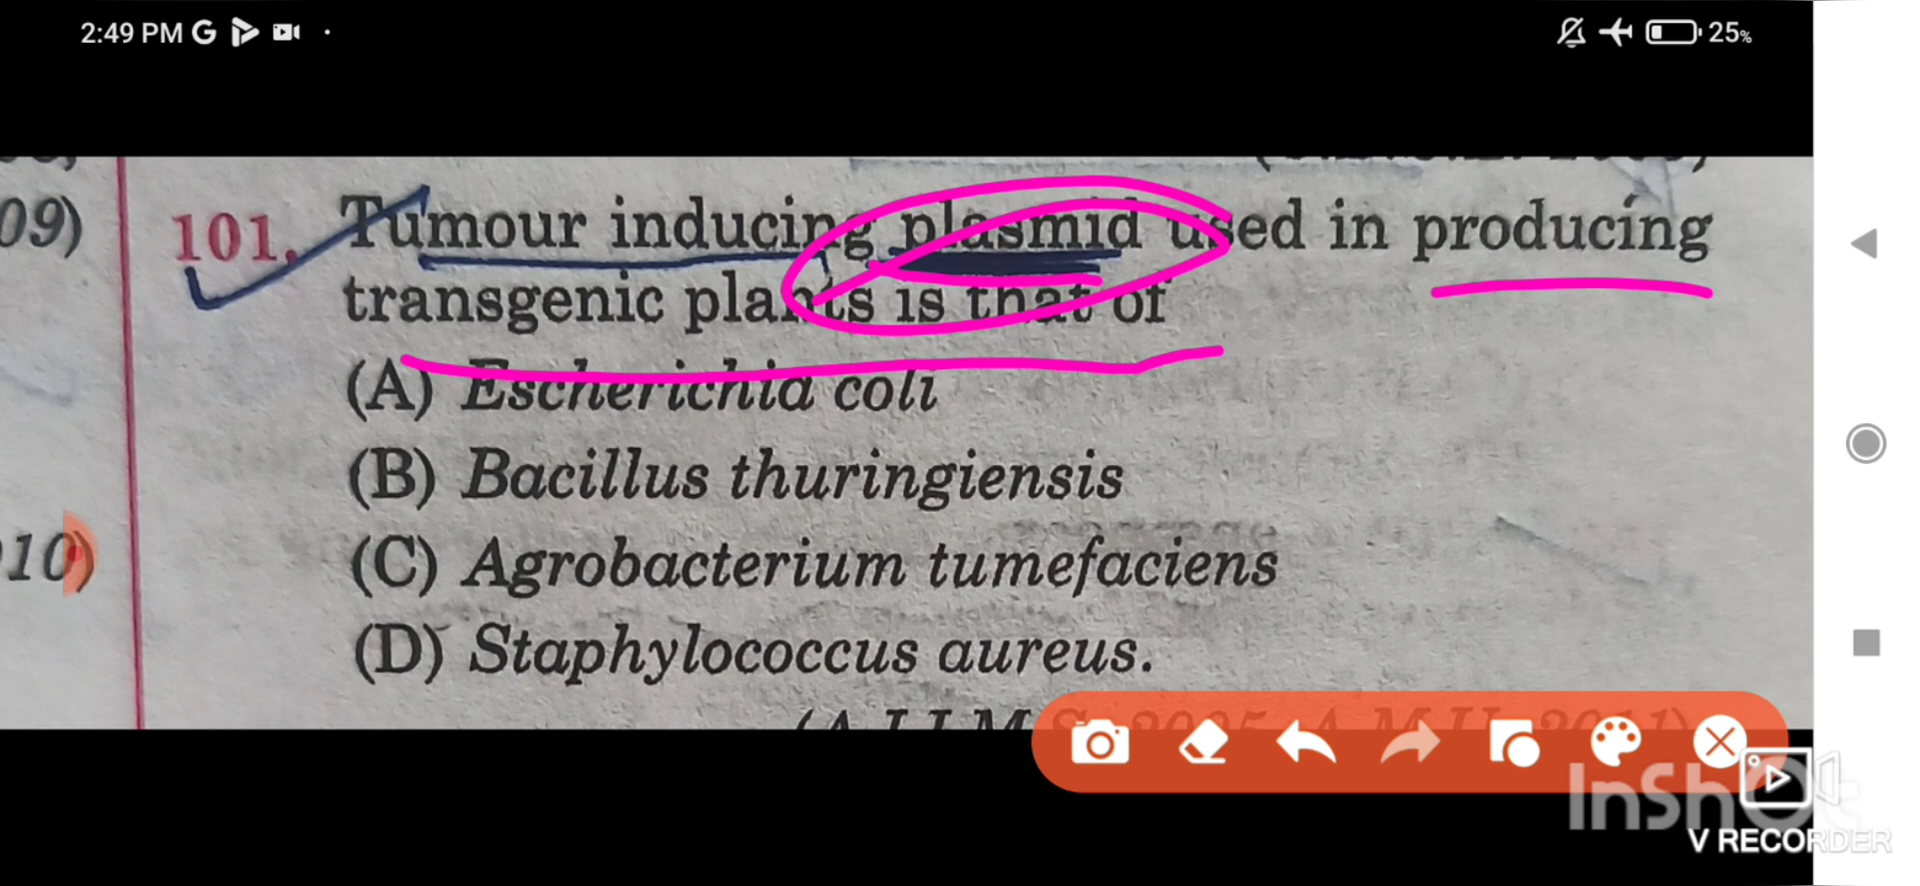 2:49 PM G
25%
09)
101. Tumour inducing plasmid used in producing
transgenic plants is that of
(A) Escherichia coli
(B) Bacillus thuringiensis
10)
(C) Agrobacterium tumefaciens
(D) Staphylococcus aureus.
InShot
V RECORDER